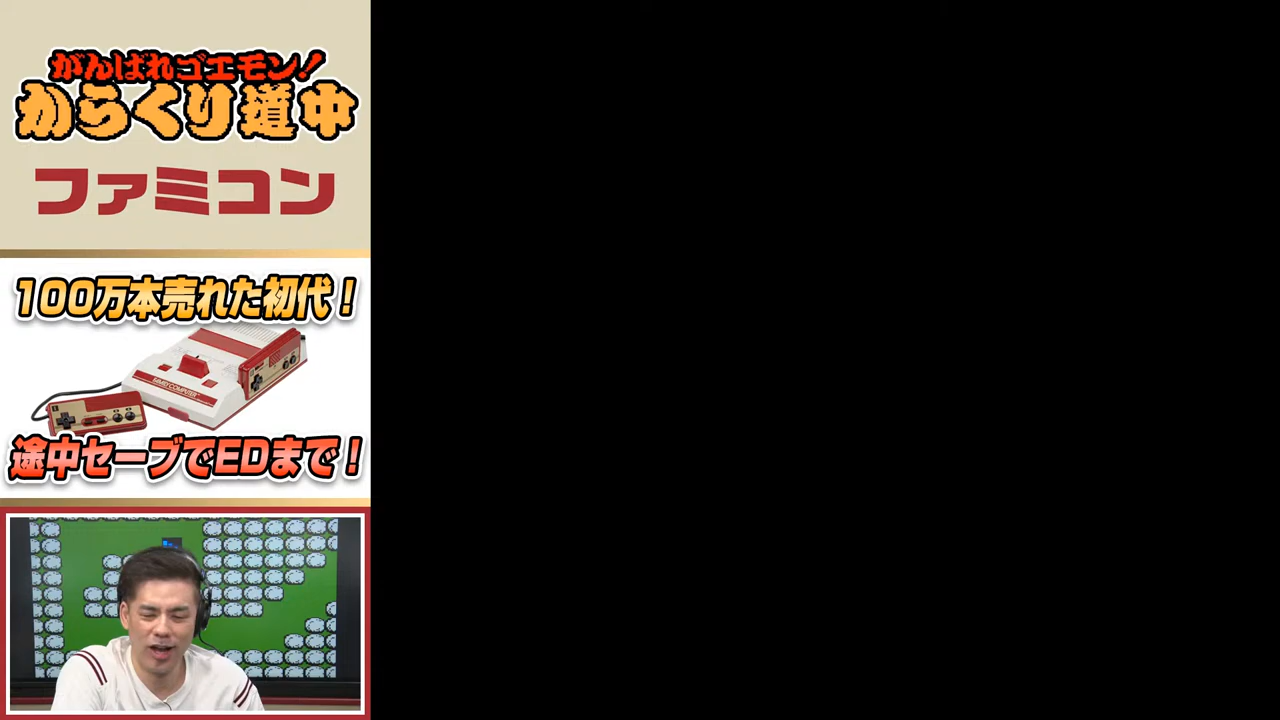 がんばれゴエモン！
からくり道中
ファミコン
100万本売れた初代！
FAMILY COMPUTER
途中セーブでEDまで！